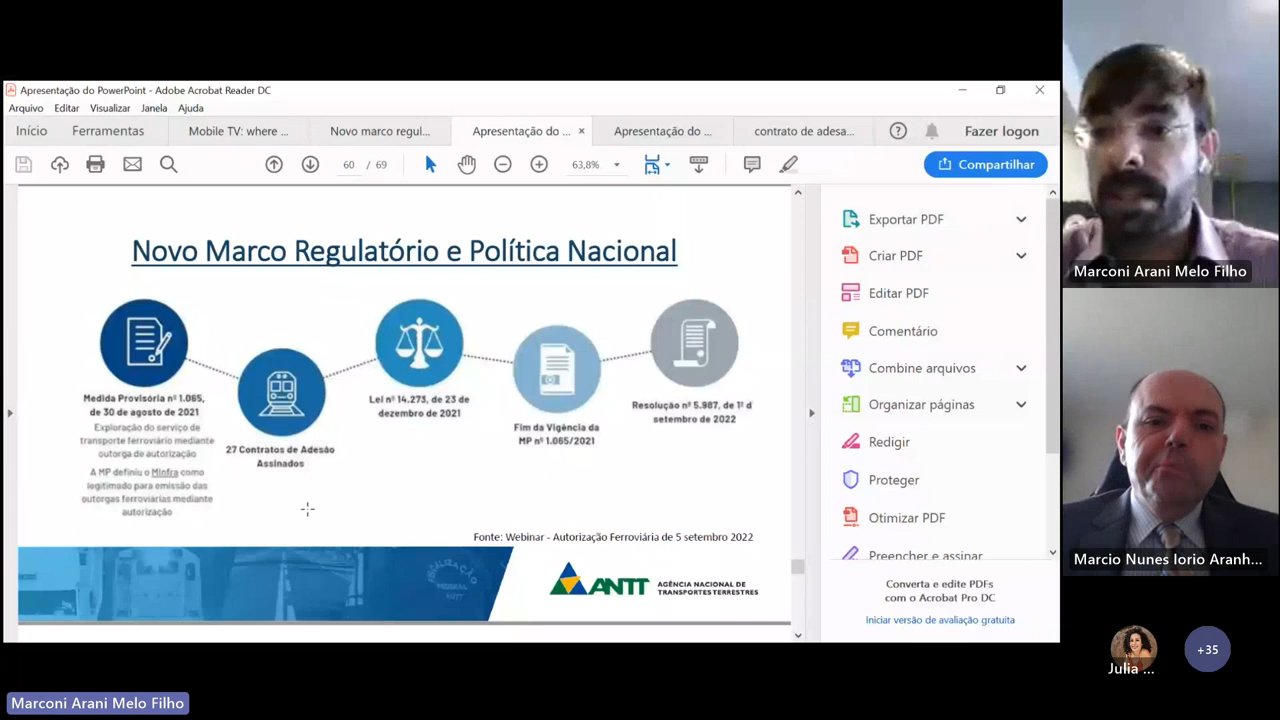 Apresentação do PowerPoint - Adobe Acrobat Reader DC
Arquivo Editar Visualizar Janela Ajuda
Início Ferramentas Mobile TV: where ... Novo marco regul... Apresentação do ... × Apresentação do ... contrato de adesa... Fazer logon
60 / 69 63,8% Compartilhar
Novo Marco Regulatório e Política Nacional
Medida Provisória nº 1.065,
de 30 de agosto de 2021
Exploração do serviço de
transporte ferroviário mediante
outorga de autorização
A MP definiu o Minfra como
legitimado para emissão das
outorgas ferroviárias mediante
autorização
27 Contratos de Adesão
Assinados
Lei nº 14.273, de 23 de
dezembro de 2021
Fim da Vigência da
MP nº 1.065/2021
Resolução nº 5.987, de 1º d
setembro de 2022
Fonte: Webinar - Autorização Ferroviária de 5 setembro 2022
FISCALIZAÇÃO
FEDERAL
ANTT
ANTT AGÊNCIA NACIONAL DE
TRANSPORTES TERRESTRES
Exportar PDF
Criar PDF
Editar PDF
Comentário
Combine arquivos
Organizar páginas
Redigir
Proteger
Otimizar PDF
Preencher e assinar
Converta e edite PDFs
com o Acrobat Pro DC
Iniciar versão de avaliação gratuita
Marconi Arani Melo Filho
Marcio Nunes Iorio Aranh...
Julia ...
+35
Marconi Arani Melo Filho